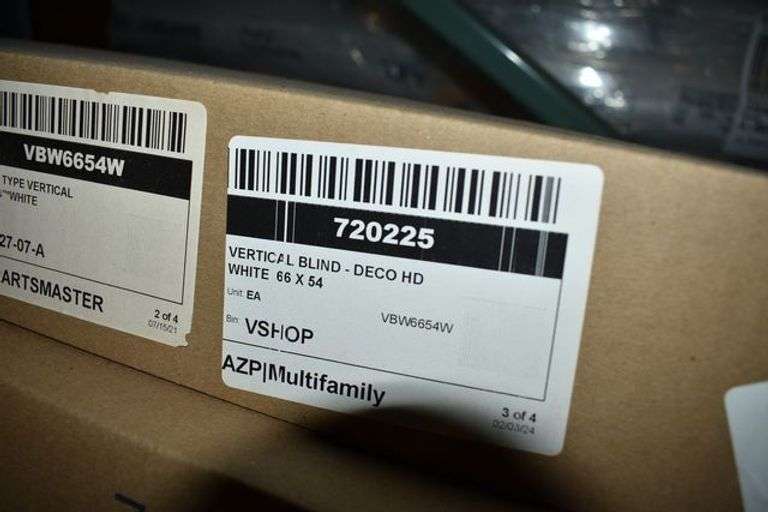 VBW6654W
TYPE VERTICAL
WHITE
27-07-A
ARTSMASTER
2 of 4
07/15/21
720225
VERTICAL BLIND - DECO HD
WHITE 66 X 54
Unit: EA
VBW6654W
Bin: VSHOP
AZP|Multifamily
3 of 4
02/03/24